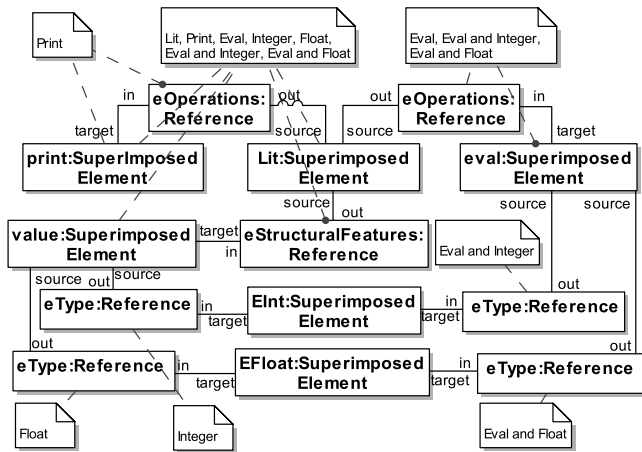 Print
Lit, Print, Eval, Integer, Float,
Eval and Integer, Eval and Float
Eval, Eval and Integer,
Eval and Float
in
eOperations:
Reference
out
out
eOperations:
Reference
in
target
source
source
target
print:SuperImposed
Element
Lit:Superimposed
Element
eval:Superimposed
Element
source
out
source
source
value:Superimposed
Element
target
in
eStructuralFeatures:
Reference
Eval and Integer
source
out
source
out
eType:Reference
in
target
EInt:Superimposed
Element
in
target
eType:Reference
out
out
eType:Reference
in
target
EFloat:Superimposed
Element
in
target
eType:Reference
Float
Integer
Eval and Float